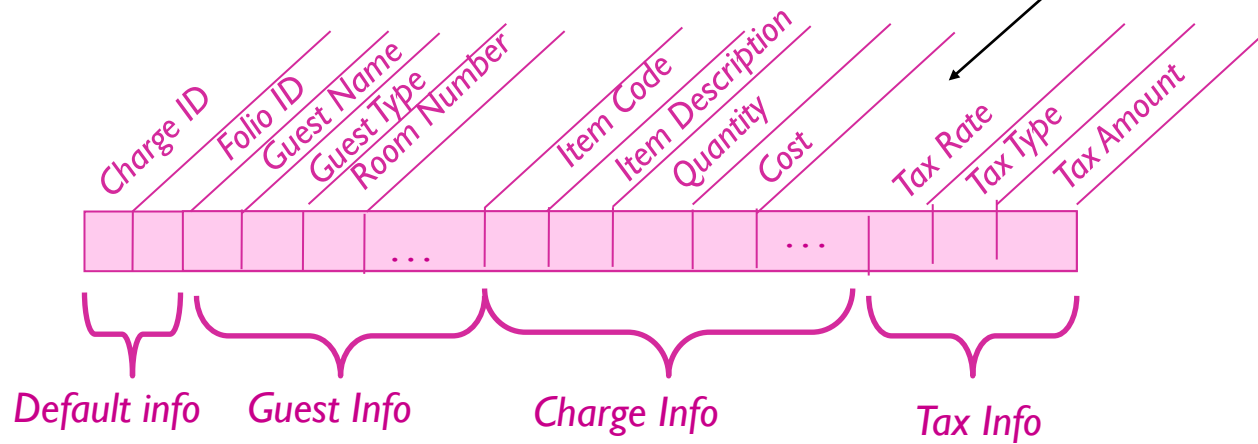 Charge ID
Folio ID
Guest Name
Guest Type
Room Number
Item Code
Item Description
Quantity
Cost
Tax Rate
Tax Type
Tax Amount
...
...
Default info
Guest Info
Charge Info
Tax Info